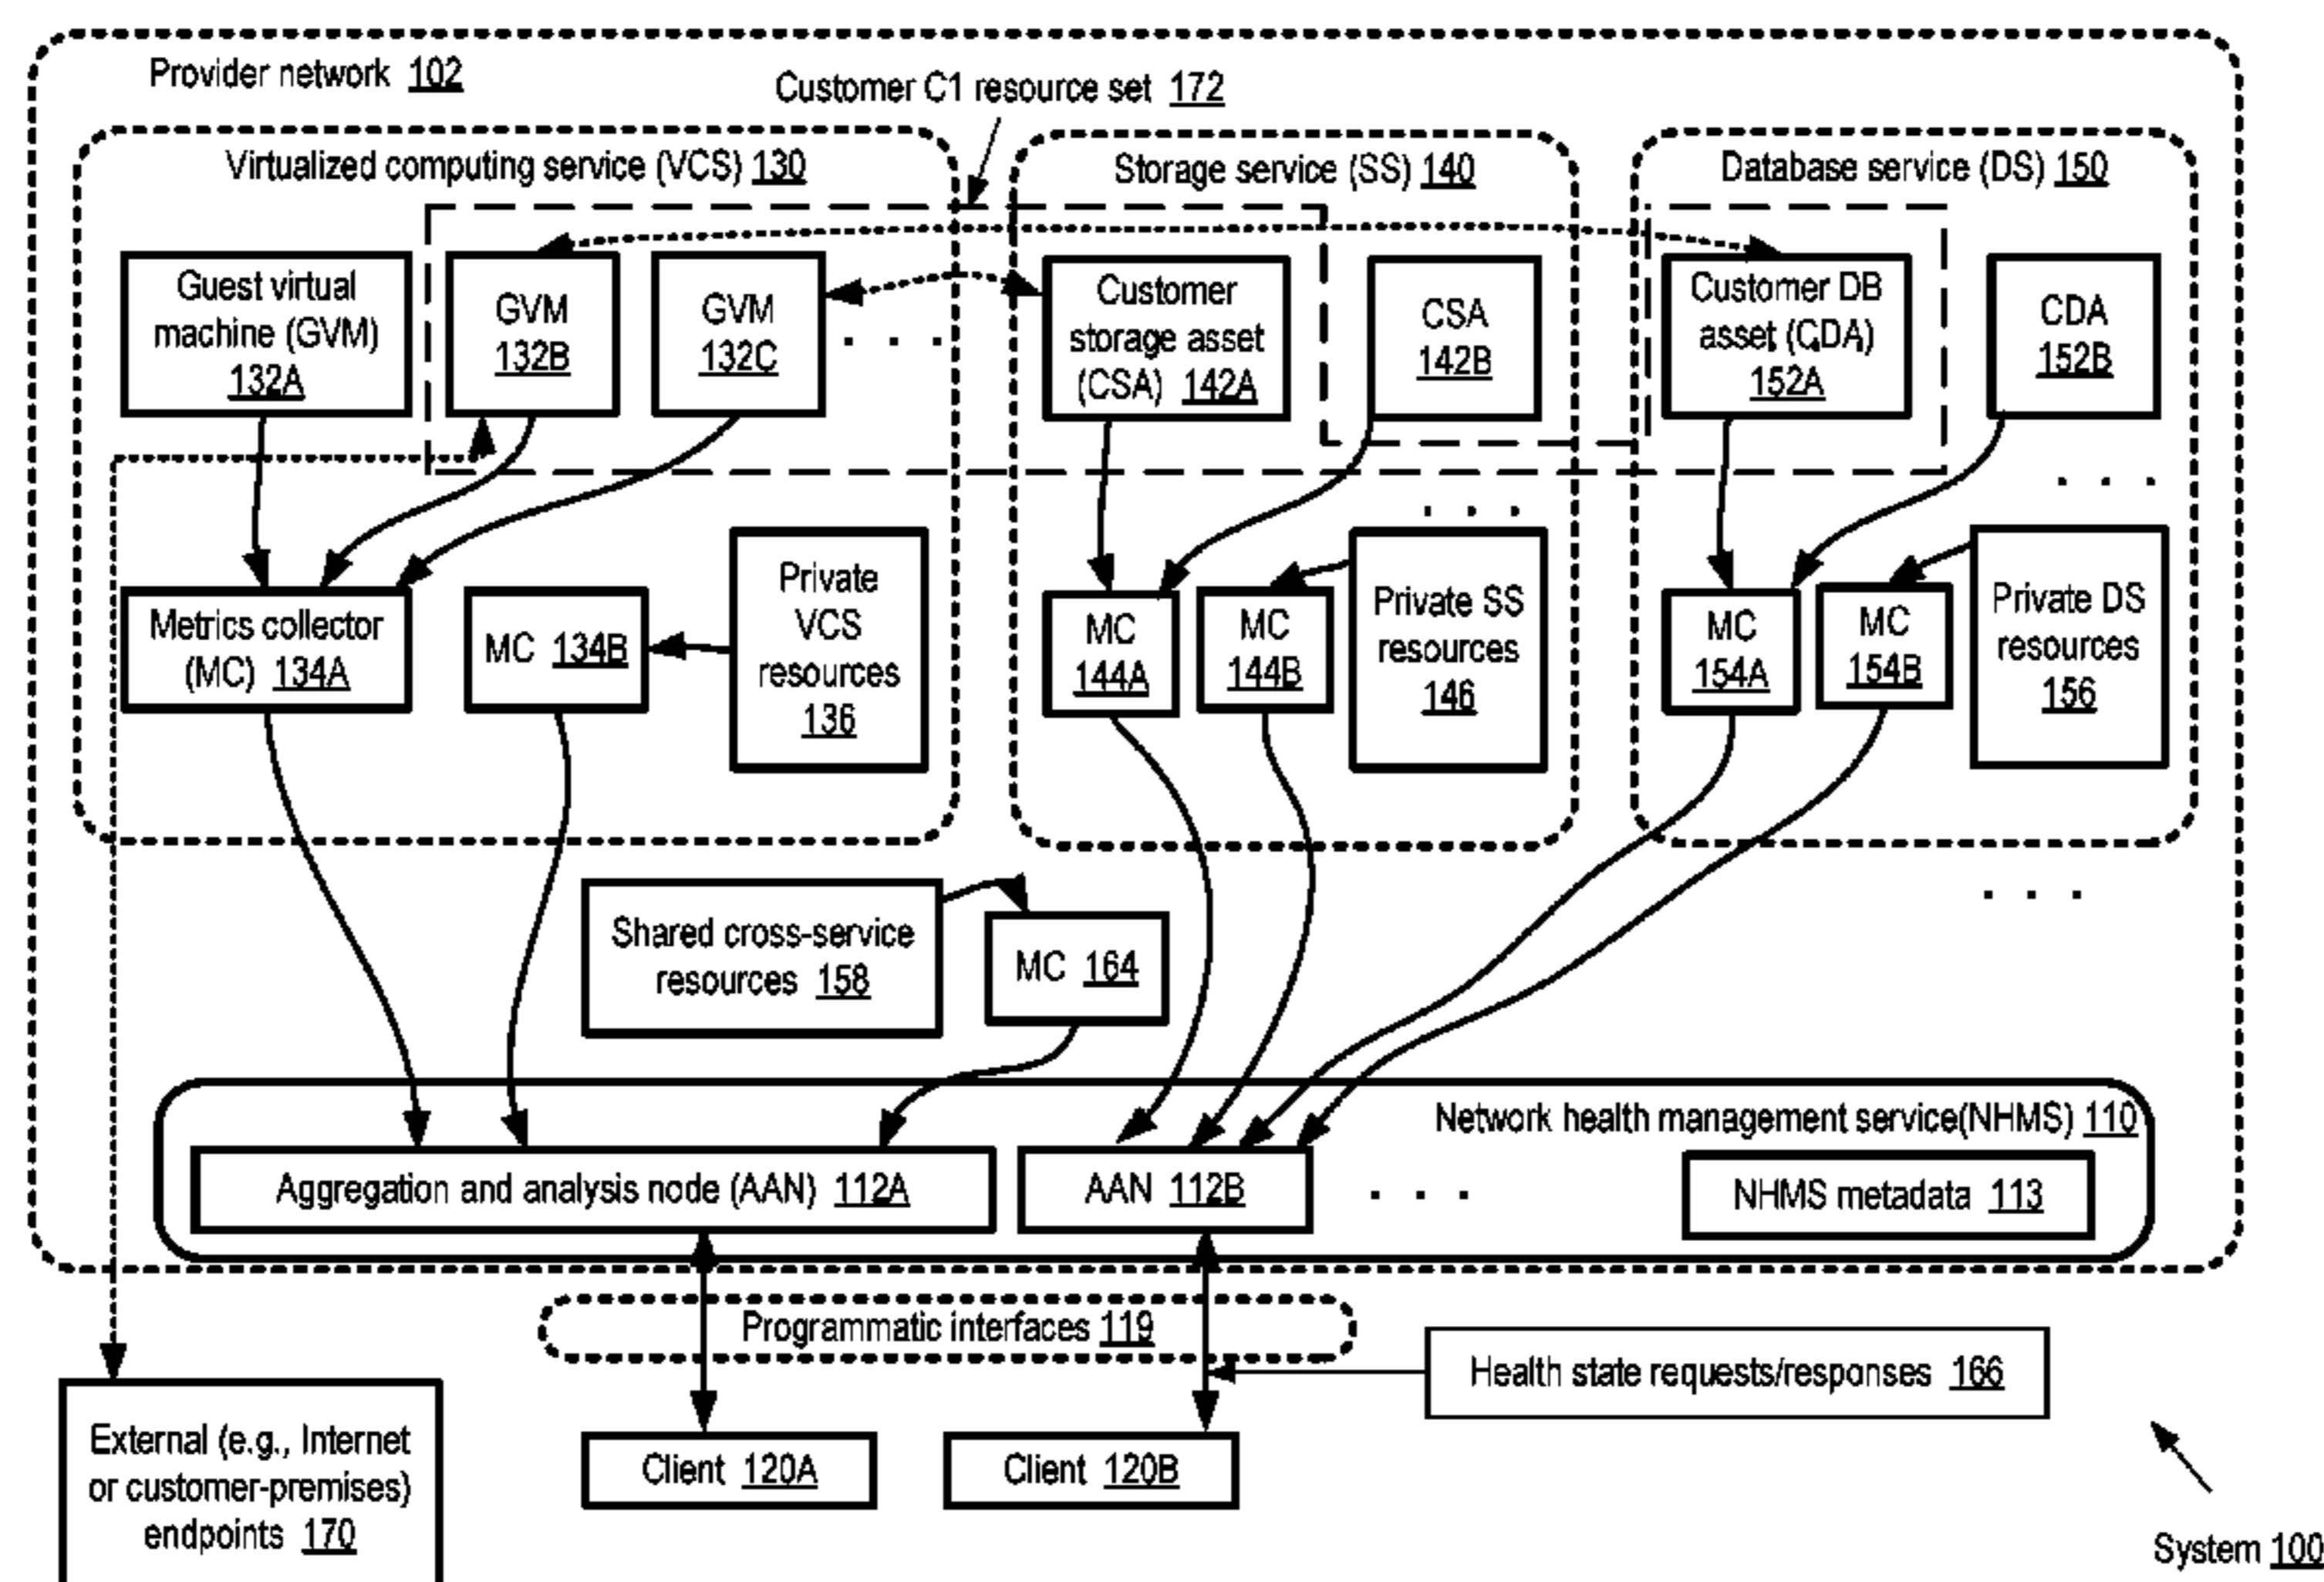 Provider network 102
Customer C1 resource set 172
Virtualized computing service (VCS) 130
Storage service (SS) 140
Database service (DS) 150
Guest virtual
machine (GVM)
132A
GVM
132B
GVM
132C
. . .
Customer
storage asset
(CSA) 142A
CSA
142B
Customer DB
asset (CDA)
152A
CDA
152B
. . .
. . .
Metrics collector
(MC) 134A
MC 134B
Private
VCS
resources
136
MC
144A
MC
144B
Private SS
resources
146
MC
154A
MC
154B
Private DS
resources
156
Shared cross-service
resources 158
MC 164
. . .
Network health management service(NHMS) 110
Aggregation and analysis node (AAN) 112A
AAN 112B
. . .
NHMS metadata 113
Programmatic interfaces 119
Health state requests/responses 166
External (e.g., Internet
or customer-premises)
endpoints 170
Client 120A
Client 120B
System 100